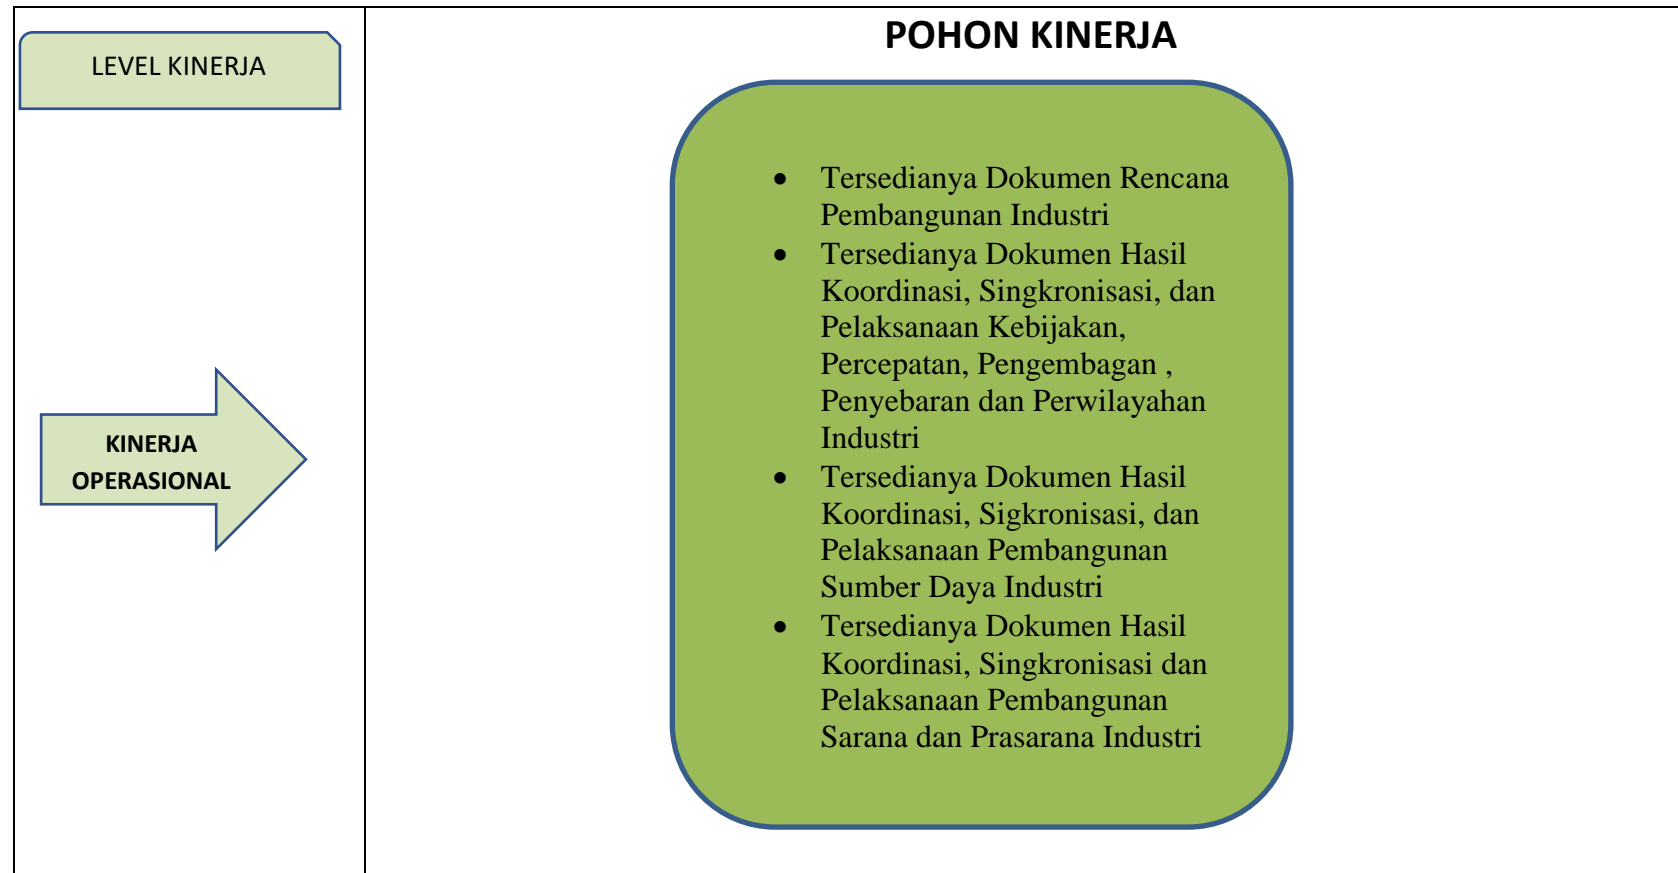 POHON KINERJA
LEVEL KINERJA
KINERJA
OPERASIONAL
• Tersedianya Dokumen Rencana
Pembangunan Industri
• Tersedianya Dokumen Hasil
Koordinasi, Singkronisasi, dan
Pelaksanaan Kebijakan,
Percepatan, Pengembagan ,
Penyebaran dan Perwilayahan
Industri
• Tersedianya Dokumen Hasil
Koordinasi, Sigkronisasi, dan
Pelaksanaan Pembangunan
Sumber Daya Industri
• Tersedianya Dokumen Hasil
Koordinasi, Singkronisasi dan
Pelaksanaan Pembangunan
Sarana dan Prasarana Industri